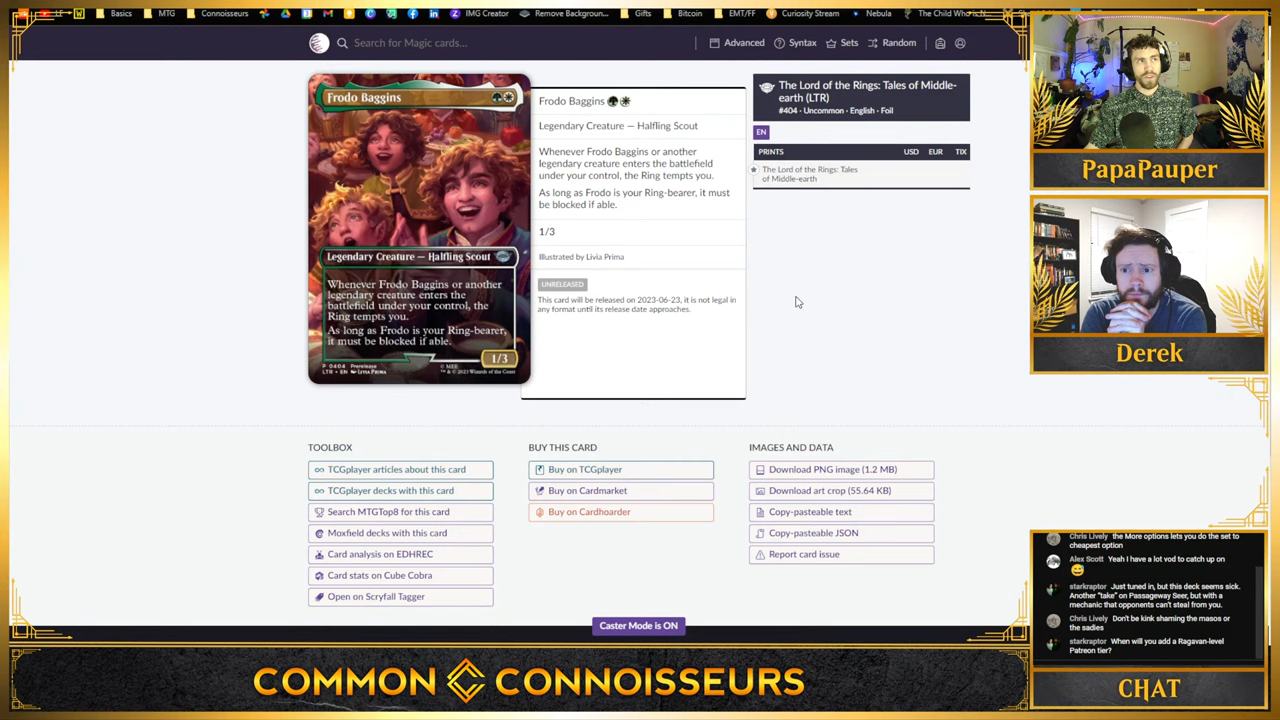 Basics
MTG
Connoisseurs
IMG Creator
Remove Backgroun...
Gifts
Bitcoin
EMT/FF
Curiosity Stream
Nebula
Search for Magic cards...
Advanced
Syntax
Sets
Random
Frodo Baggins
Legendary Creature — Halfling Scout
Whenever Frodo Baggins or another
legendary creature enters the
battlefield under your control, the
Ring tempts you.
As long as Frodo is your Ring-bearer,
it must be blocked if able.
1/3
P 0404 Prerelease
LTR • EN LIVIA PRIMA
Frodo Baggins
Legendary Creature — Halfling Scout
Whenever Frodo Baggins or another
legendary creature enters the battlefield
under your control, the Ring tempts you.
As long as Frodo is your Ring-bearer, it must
be blocked if able.
1/3
Illustrated by Livia Prima
UNRELEASED
This card will be released on 2023-06-23, it is not legal in
any format until its release date approaches.
The Lord of the Rings: Tales of Middle-
earth (LTR)
#404 · Uncommon · English · Foil
EN
PRINTS USD EUR TIX
The Lord of the Rings: Tales
of Middle-earth
TOOLBOX
TCGplayer articles about this card
TCGplayer decks with this card
Search MTGTop8 for this card
Moxfield decks with this card
Card analysis on EDHREC
Card stats on Cube Cobra
Open on Scryfall Tagger
BUY THIS CARD
Buy on TCGplayer
Buy on Cardmarket
Buy on Cardhoarder
IMAGES AND DATA
Download PNG image (1.2 MB)
Download art crop (55.64 KB)
Copy-pasteable text
Copy-pasteable JSON
Report card issue
Caster Mode is ON
PapaPauper
Derek
Chris Lively the More options lets you do the set to
cheapest option
Alex Scott Yeah I have a lot vod to catch up on
😅
starkraptor Just tuned in, but this deck seems sick.
Another "take" on Passageway Seer, but with a
mechanic that opponents can't steal from you.
Chris Lively Don't be kink shaming the masos or
the sadies
starkraptor When will you add a Ragavan-level
Patreon tier?
CHAT
COMMON CONNOISSEURS